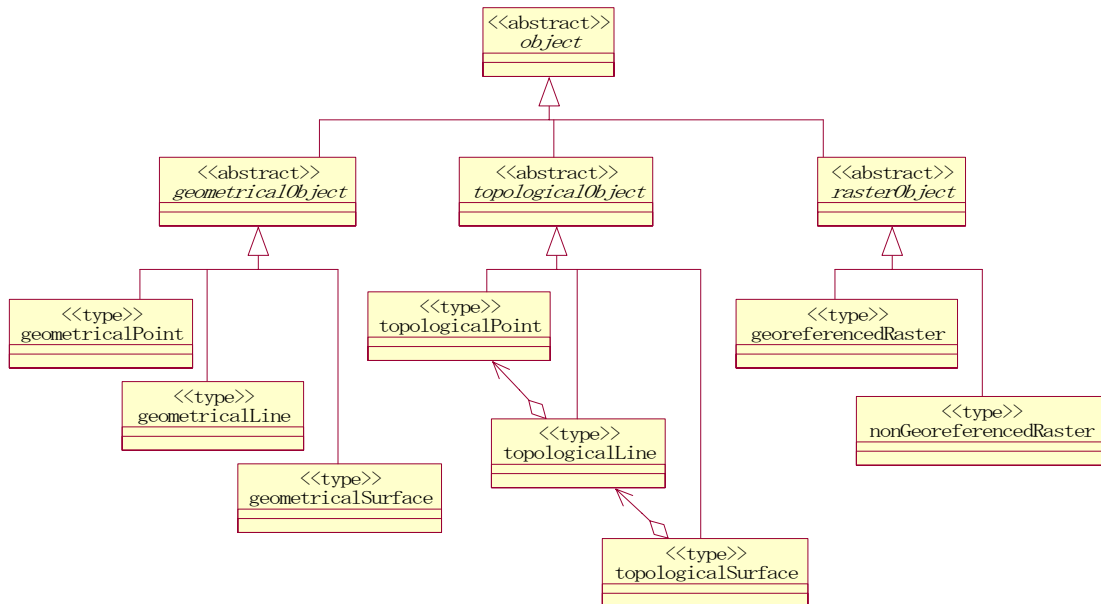 <<abstract>>
object
<<abstract>>
geometricalObject
<<abstract>>
topologicalObject
<<abstract>>
rasterObject
<<type>>
geometricalPoint
<<type>>
topologicalPoint
<<type>>
georeferencedRaster
<<type>>
geometricalLine
<<type>>
topologicalLine
<<type>>
nonGeoreferencedRaster
<<type>>
geometricalSurface
<<type>>
topologicalSurface